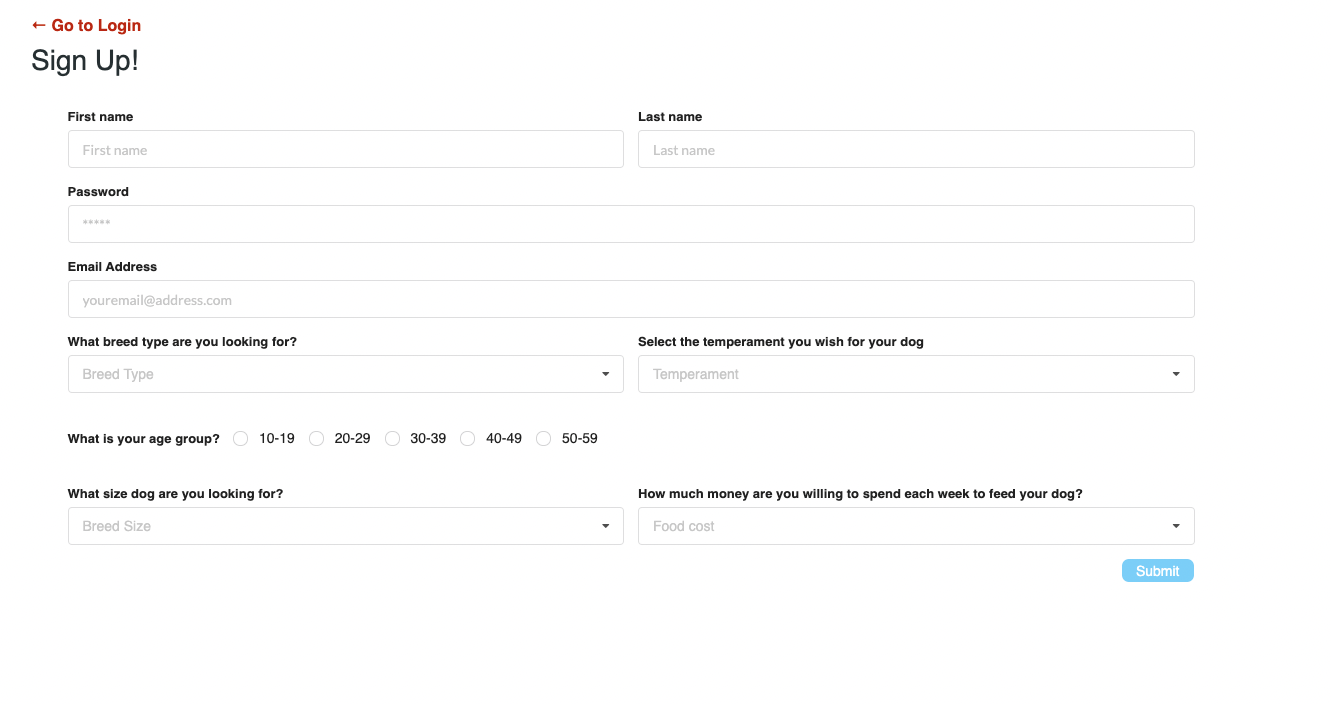 ← Go to Login
Sign Up!
First name Last name
First name Last name
Password
*****
Email Address
youremail@address.com
What breed type are you looking for? Select the temperament you wish for your dog
Breed Type Temperament
What is your age group? 10-19 20-29 30-39 40-49 50-59
What size dog are you looking for? How much money are you willing to spend each week to feed your dog?
Breed Size Food cost
Submit